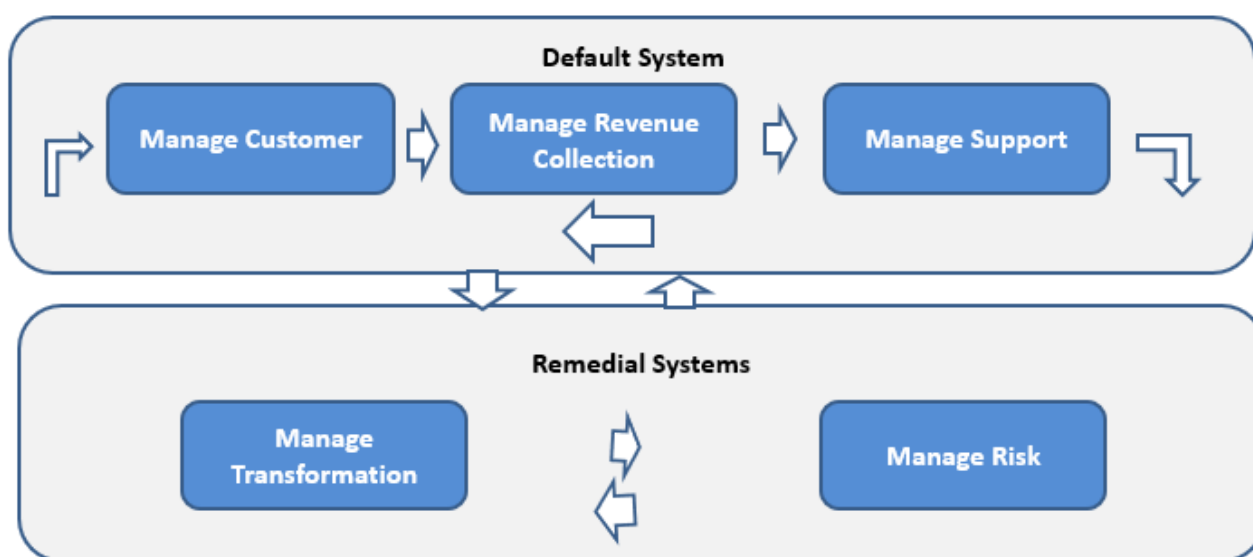 Default System
Manage Customer
Manage Revenue
Collection
Manage Support
Remedial Systems
Manage
Transformation
Manage Risk